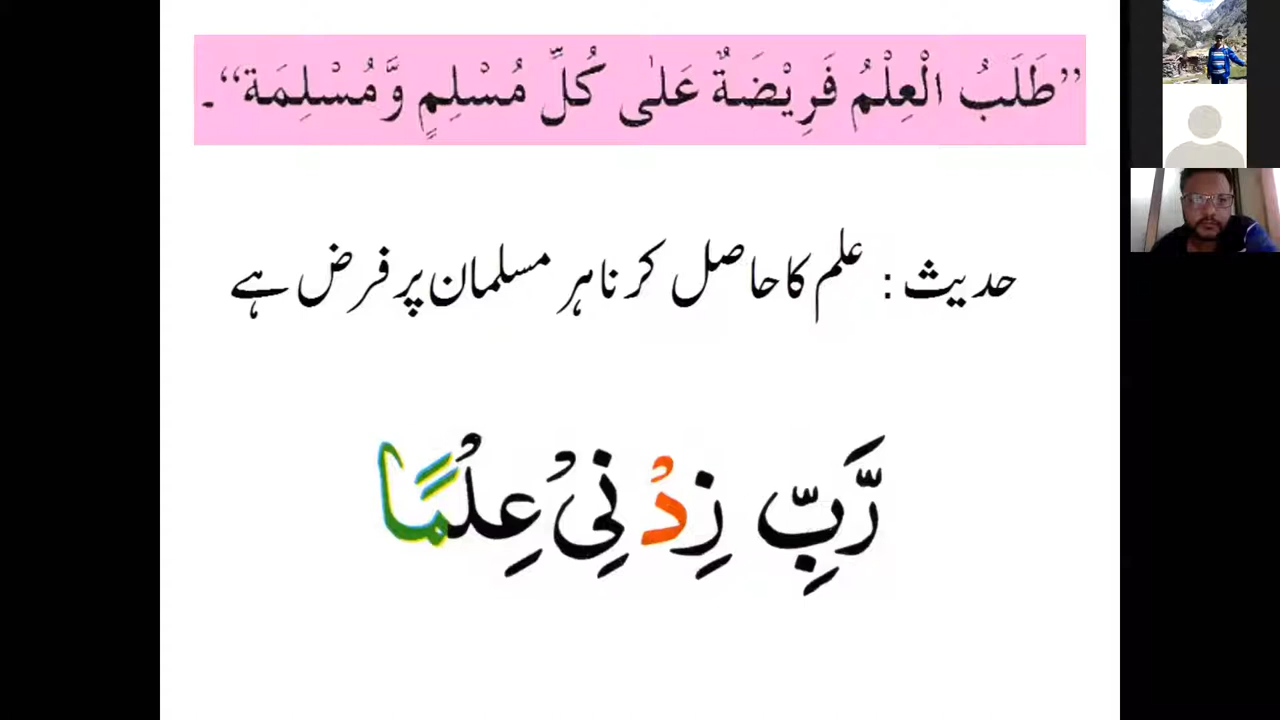 ”طَلَبُ الْعِلْمُ فَرِيْضَةٌ عَلٰى كُلِّ مُسْلِمٍ وَّمُسْلِمَة“۔
حدیث : علم کا حاصل کرنا ہر مسلمان پر فرض ہے
رَّبِّ زِدْنِیْ عِلْمًا